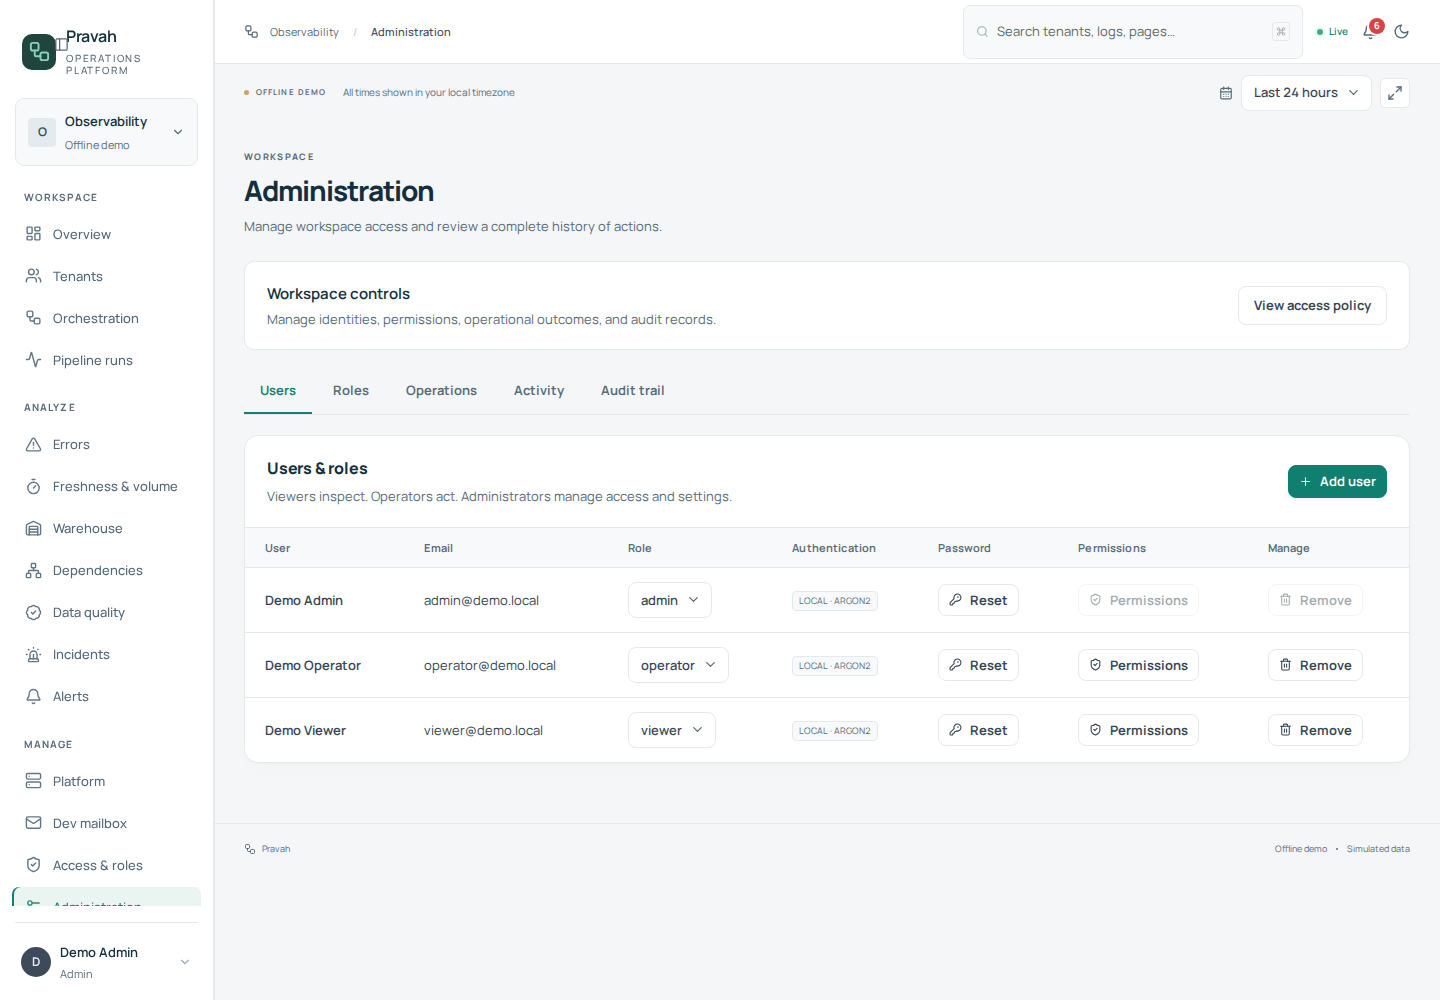 Pravah
OPERATIONS
PLATFORM
O
Observability
Offline demo
WORKSPACE
Overview
Tenants
Orchestration
Pipeline runs
ANALYZE
Errors
Freshness & volume
Warehouse
Dependencies
Data quality
Incidents
Alerts
MANAGE
Platform
Dev mailbox
Access & roles
Administration
D
Demo Admin
Admin
Observability / Administration
Search tenants, logs, pages...
⌘
Live
6
OFFLINE DEMO
All times shown in your local timezone
Last 24 hours
WORKSPACE
Administration
Manage workspace access and review a complete history of actions.
Workspace controls
Manage identities, permissions, operational outcomes, and audit records.
View access policy
Users Roles Operations Activity Audit trail
Users & roles
Viewers inspect. Operators act. Administrators manage access and settings.
Add user
User Email Role Authentication Password Permissions Manage
Demo Admin admin@demo.local admin LOCAL · ARGON2 Reset Permissions Remove
Demo Operator operator@demo.local operator LOCAL · ARGON2 Reset Permissions Remove
Demo Viewer viewer@demo.local viewer LOCAL · ARGON2 Reset Permissions Remove
Pravah
Offline demo • Simulated data